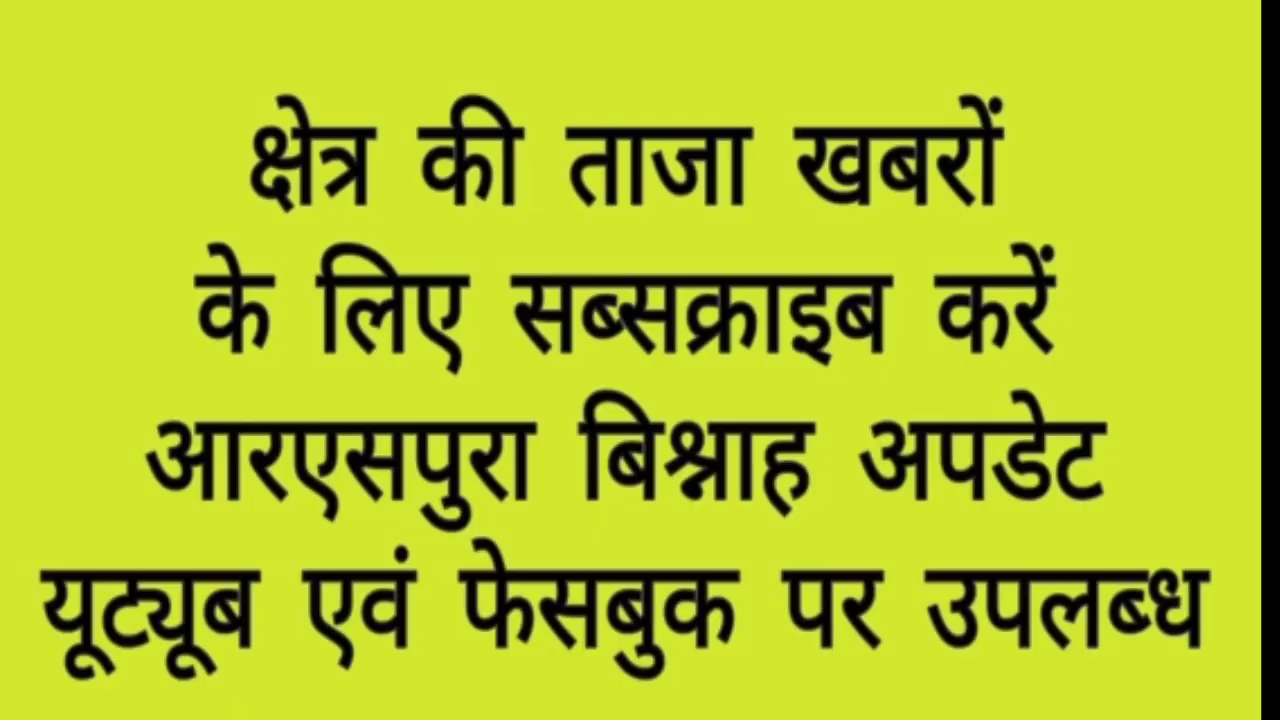 क्षेत्र की ताजा खबरों
के लिए सब्सक्राइब करें
आरएसपुरा बिश्नाह अपडेट
यूट्यूब एवं फेसबुक पर उपलब्ध